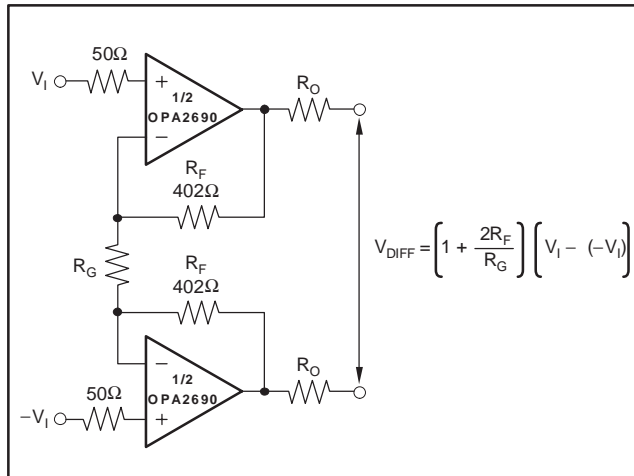 50Ω
V_I
+
1/2
OPA2690
−
R_O
R_F
402Ω
R_G
V_DIFF = [1 + 2R_F/R_G] [V_I − (−V_I)]
R_F
402Ω
−
1/2
OPA2690
R_O
50Ω
−V_I
+